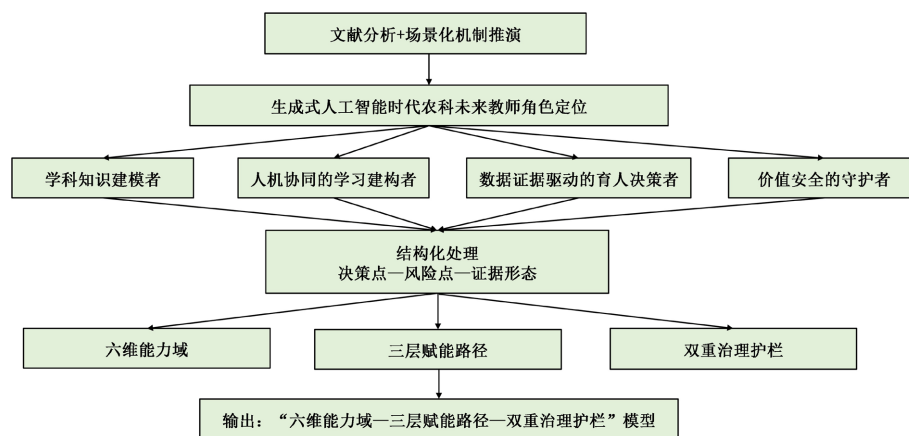 文献分析+场景化机制推演
生成式人工智能时代农科未来教师角色定位
学科知识建模者
人机协同的学习建构者
数据证据驱动的育人决策者
价值安全的守护者
结构化处理
决策点—风险点—证据形态
六维能力域
三层赋能路径
双重治理护栏
输出：“六维能力域—三层赋能路径—双重治理护栏”模型